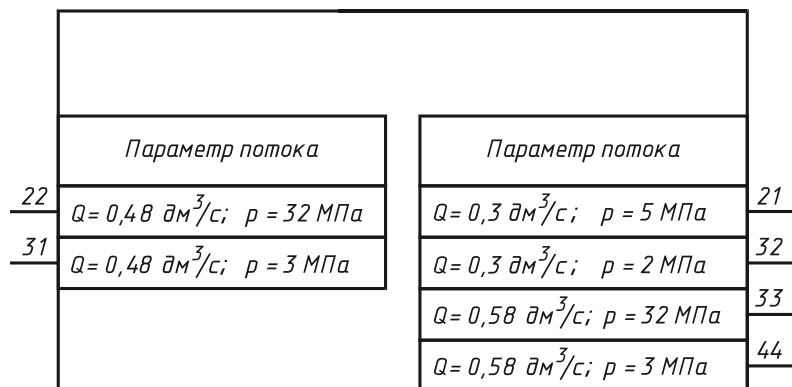 Параметр потока
22
Q= 0,48 дм³/с; p = 32 МПа
31
Q= 0,48 дм³/с; p = 3 МПа
Параметр потока
Q= 0,3 дм³/с; p = 5 МПа
21
Q= 0,3 дм³/с; p = 2 МПа
32
Q= 0,58 дм³/с; p = 32 МПа
33
Q= 0,58 дм³/с; p = 3 МПа
44